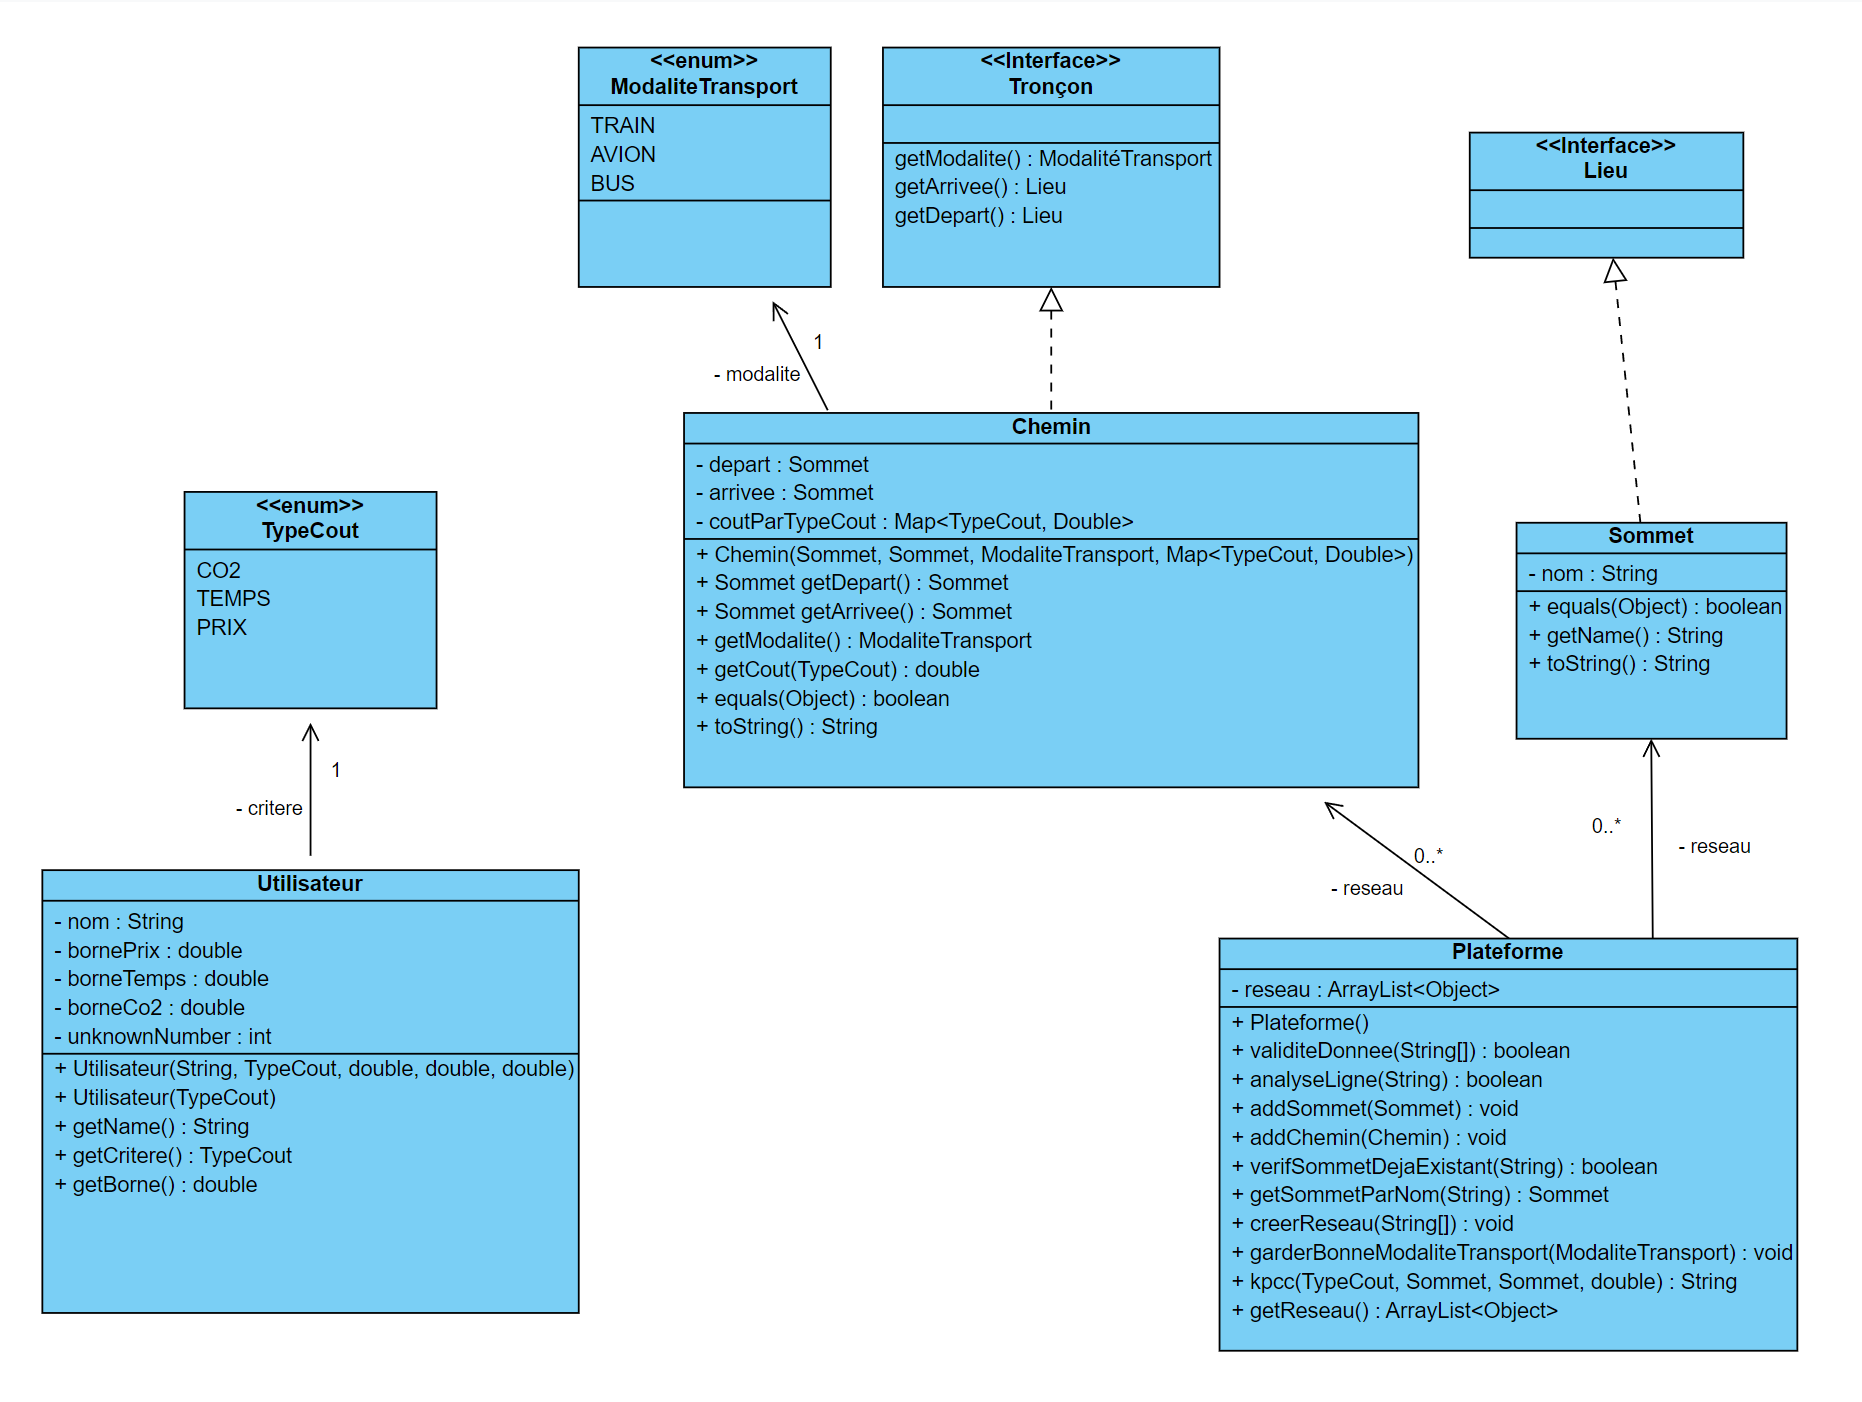 <<enum>>
ModaliteTransport
TRAIN
AVION
BUS
<<Interface>>
Tronçon
getModalite() : ModalitéTransport
getArrivee() : Lieu
getDepart() : Lieu
<<Interface>>
Lieu
1
- modalite
Chemin
- depart : Sommet
- arrivee : Sommet
- coutParTypeCout : Map<TypeCout, Double>
+ Chemin(Sommet, Sommet, ModaliteTransport, Map<TypeCout, Double>)
+ Sommet getDepart() : Sommet
+ Sommet getArrivee() : Sommet
+ getModalite() : ModaliteTransport
+ getCout(TypeCout) : double
+ equals(Object) : boolean
+ toString() : String
<<enum>>
TypeCout
CO2
TEMPS
PRIX
Sommet
- nom : String
+ equals(Object) : boolean
+ getName() : String
+ toString() : String
1
- critere
0..*
- reseau
0..*
- reseau
Utilisateur
- nom : String
- bornePrix : double
- borneTemps : double
- borneCo2 : double
- unknownNumber : int
+ Utilisateur(String, TypeCout, double, double, double)
+ Utilisateur(TypeCout)
+ getName() : String
+ getCritere() : TypeCout
+ getBorne() : double
Plateforme
- reseau : ArrayList<Object>
+ Plateforme()
+ validiteDonnee(String[]) : boolean
+ analyseLigne(String) : boolean
+ addSommet(Sommet) : void
+ addChemin(Chemin) : void
+ verifSommetDejaExistant(String) : boolean
+ getSommetParNom(String) : Sommet
+ creerReseau(String[]) : void
+ garderBonneModaliteTransport(ModaliteTransport) : void
+ kpcc(TypeCout, Sommet, Sommet, double) : String
+ getReseau() : ArrayList<Object>